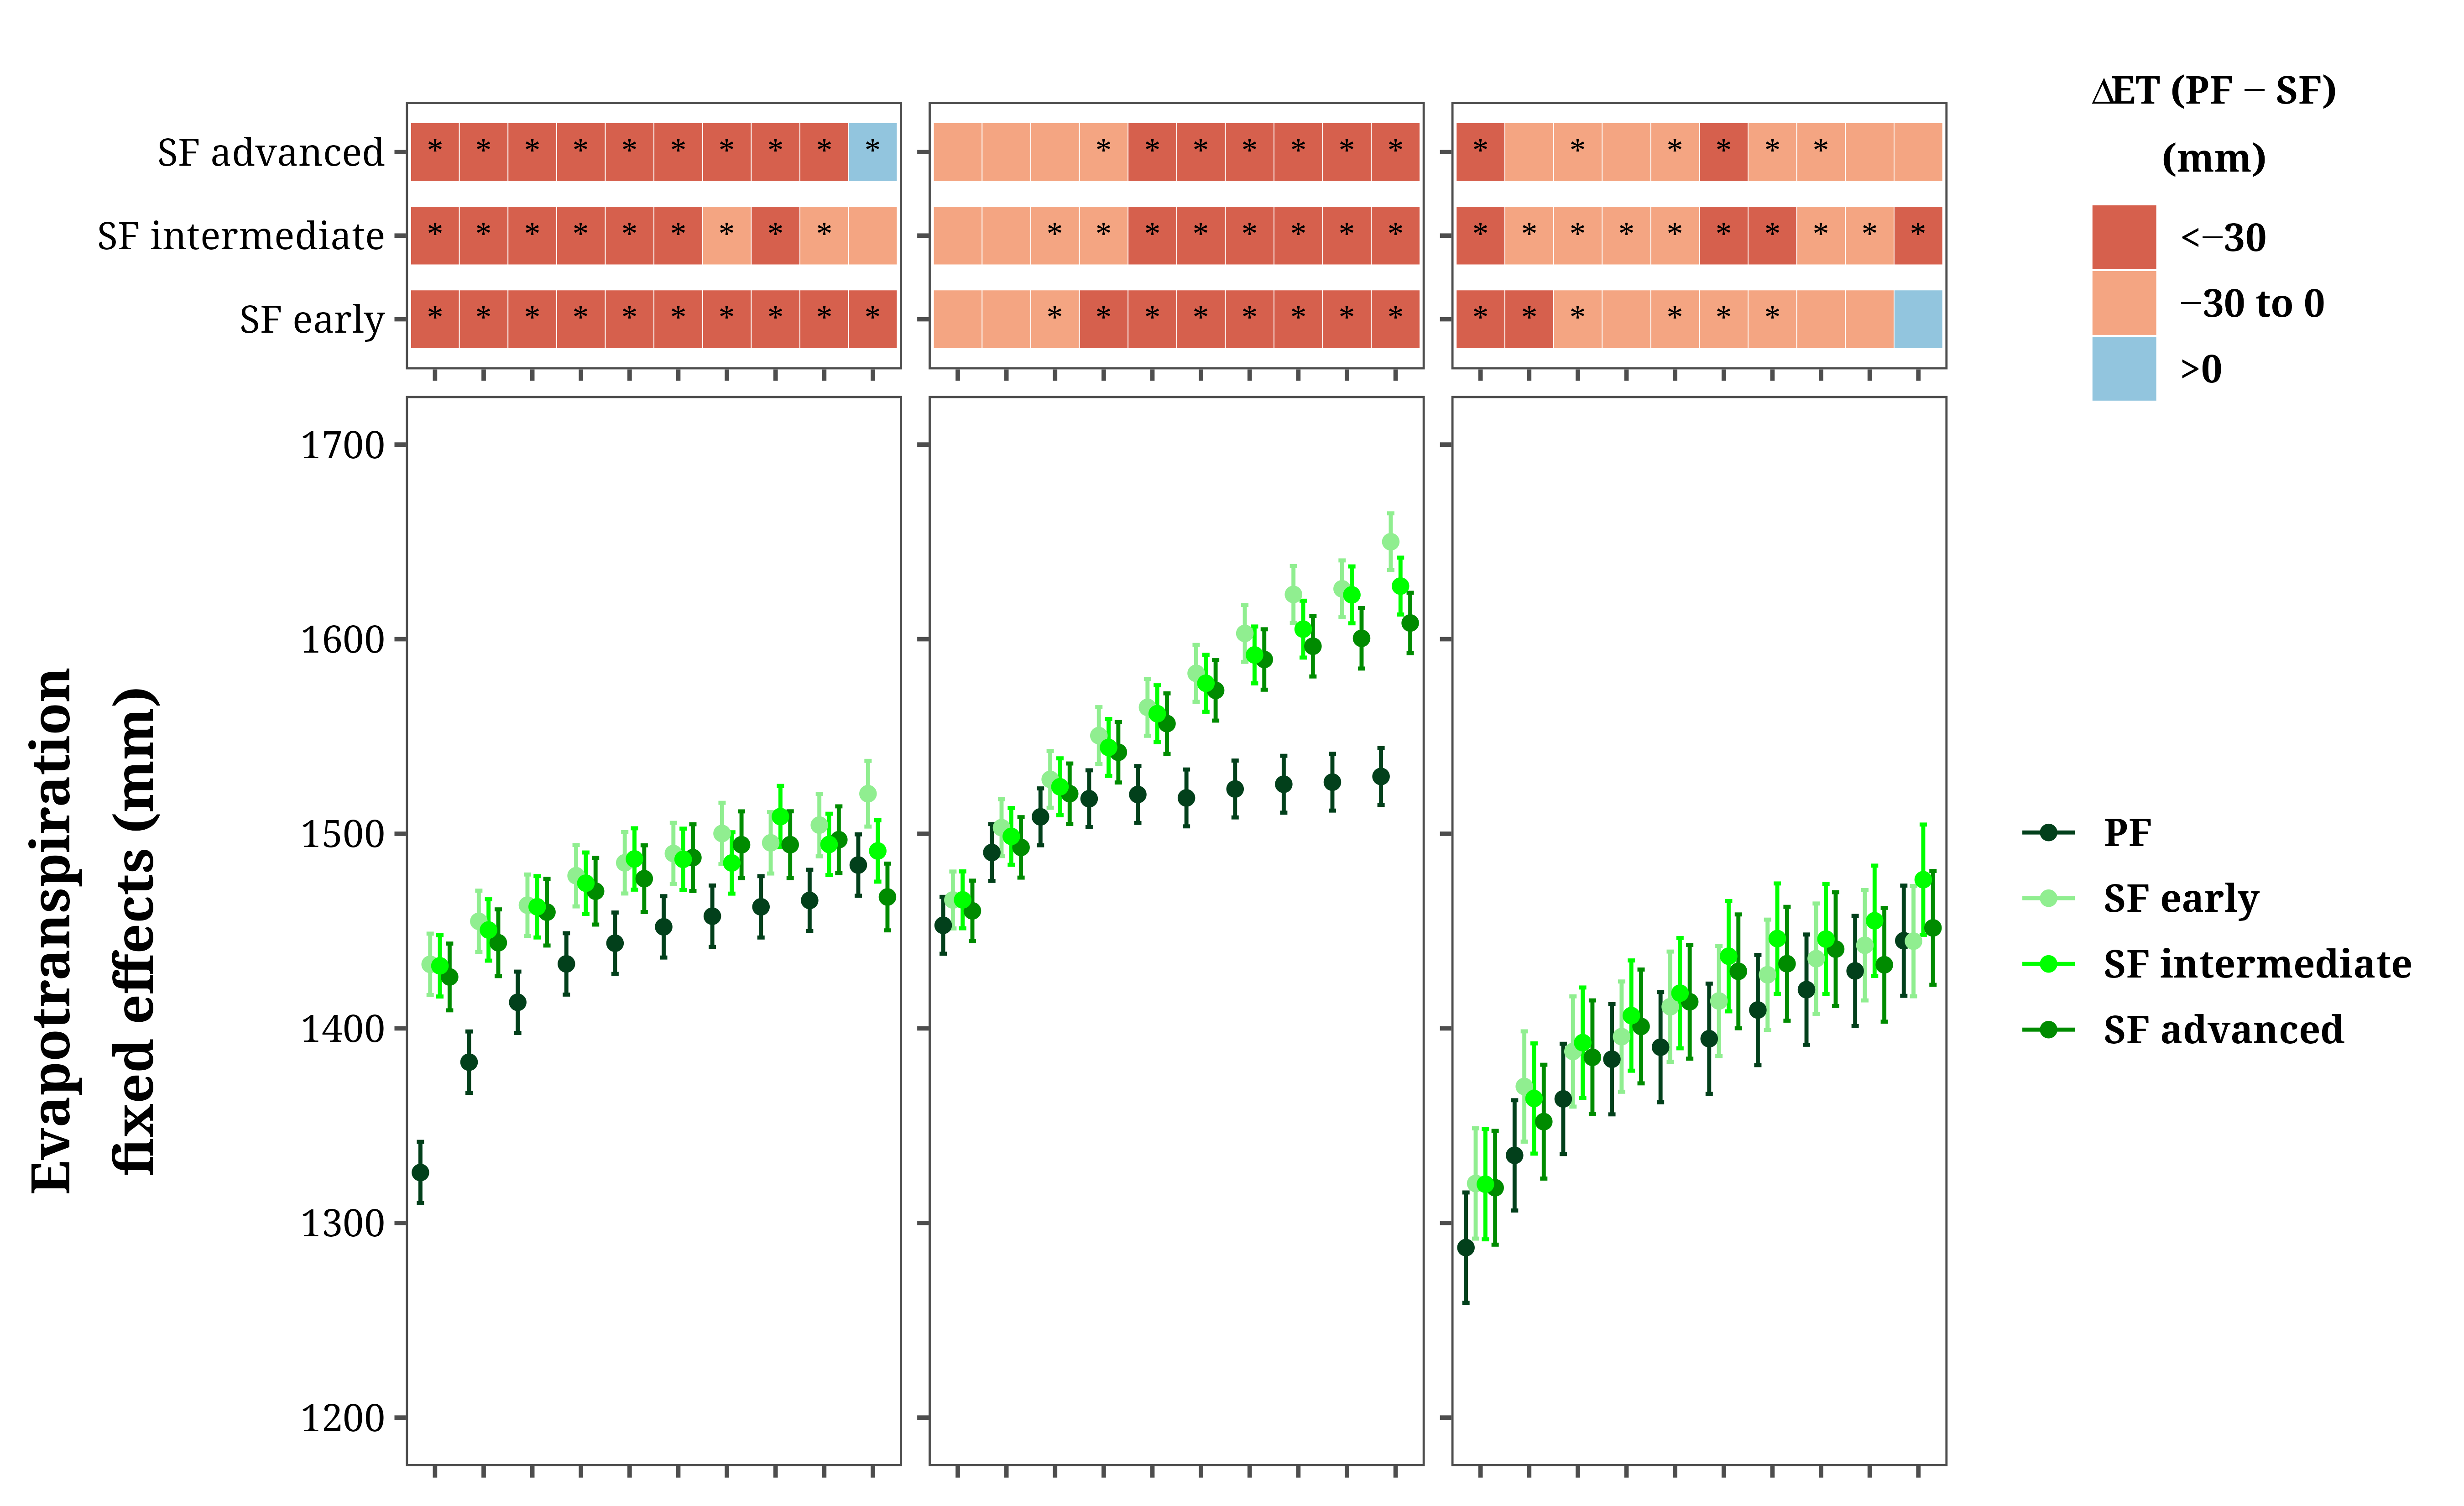 ΔET (PF − SF)
(mm)
<−30
−30 to 0
>0
SF advanced
* * * * * * * * * *
* * * * * * *
* * * * * *
SF intermediate
* * * * * * * * *
* * * * * * * *
* * * * * * * * * *
SF early
* * * * * * * * * *
* * * * * * * *
* * * * * *
Evapotranspiration
fixed effects (mm)
1700
1600
1500
1400
1300
1200
PF
SF early
SF intermediate
SF advanced